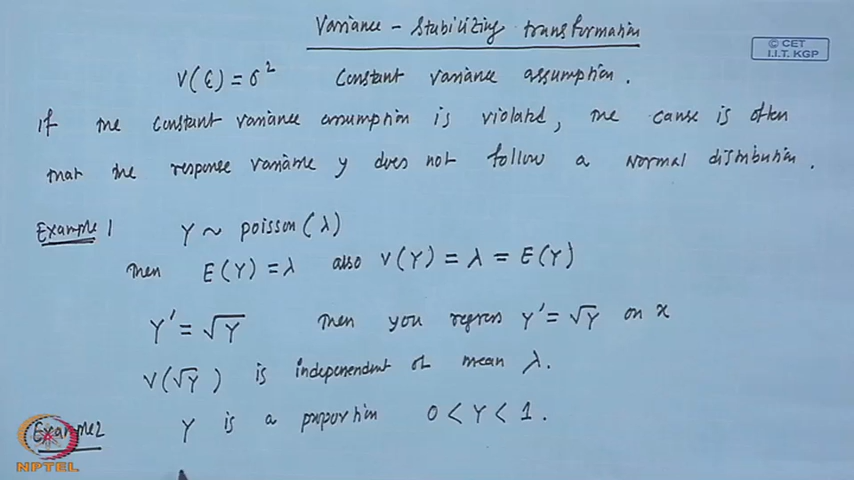 Variance - Stabilizing transformation
© CET
I.I.T. KGP
V(ε) = σ² Constant variance assumption.
If the constant variance assumption is violated, the cause is often
that the response variable y does not follow a Normal distribution.
Example 1 Y ~ poisson(λ)
Then E(Y) = λ also V(Y) = λ = E(Y)
Y' = √Y Then you regress Y' = √Y on x
V(√Y) is independent of mean λ.
Example 2 Y is a proportion 0 < Y < 1.
NPTEL